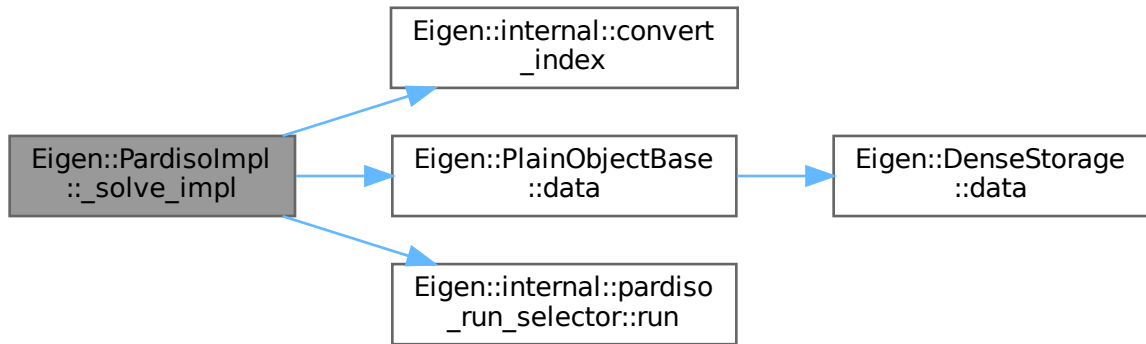 Eigen::internal::convert
_index
Eigen::PardisoImpl
::_solve_impl
Eigen::PlainObjectBase
::data
Eigen::DenseStorage
::data
Eigen::internal::pardiso
_run_selector::run